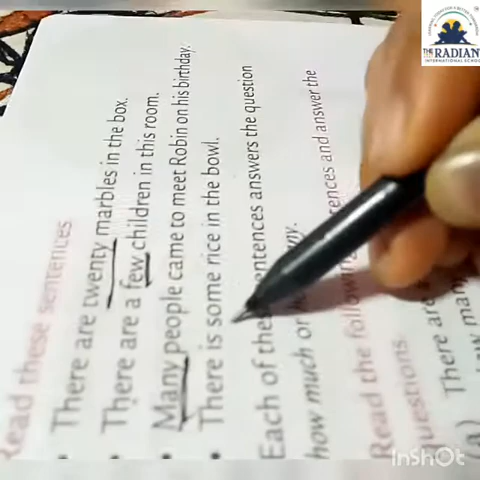 Read these sentences
There are twenty marbles in the box.
There are a few children in this room.
Many people came to meet Robin on his birthday.
There is some rice in the bowl.
Each of these sentences answers the question
how much or
Read the following and answer the
questions
There are
(a)
THE RADIANT
INTERNATIONAL SCHOOL
InShOt